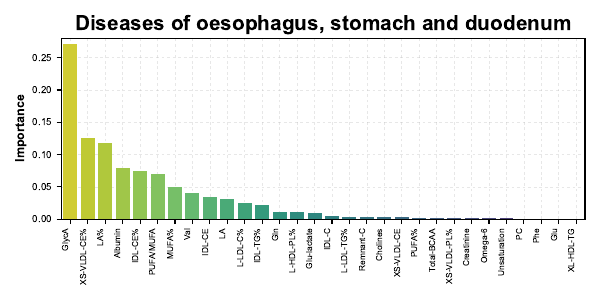 Diseases of oesophagus, stomach and duodenum
Importance
0.25
0.20
0.15
0.10
0.05
0.00
GlycA
XS-VLDL-CE%
LA%
Albumin
IDL-CE%
PUFA/MUFA
MUFA%
Val
IDL-CE
LA
L-LDL-C%
IDL-TG%
Gln
L-HDL-PL%
Glu-lactate
IDL-C
L-LDL-TG%
Remnant-C
Cholines
XS-VLDL-CE
PUFA%
Total-BCAA
XS-VLDL-PL%
Creatinine
Omega-6
Unsaturation
PC
Phe
Glu
XL-HDL-TG